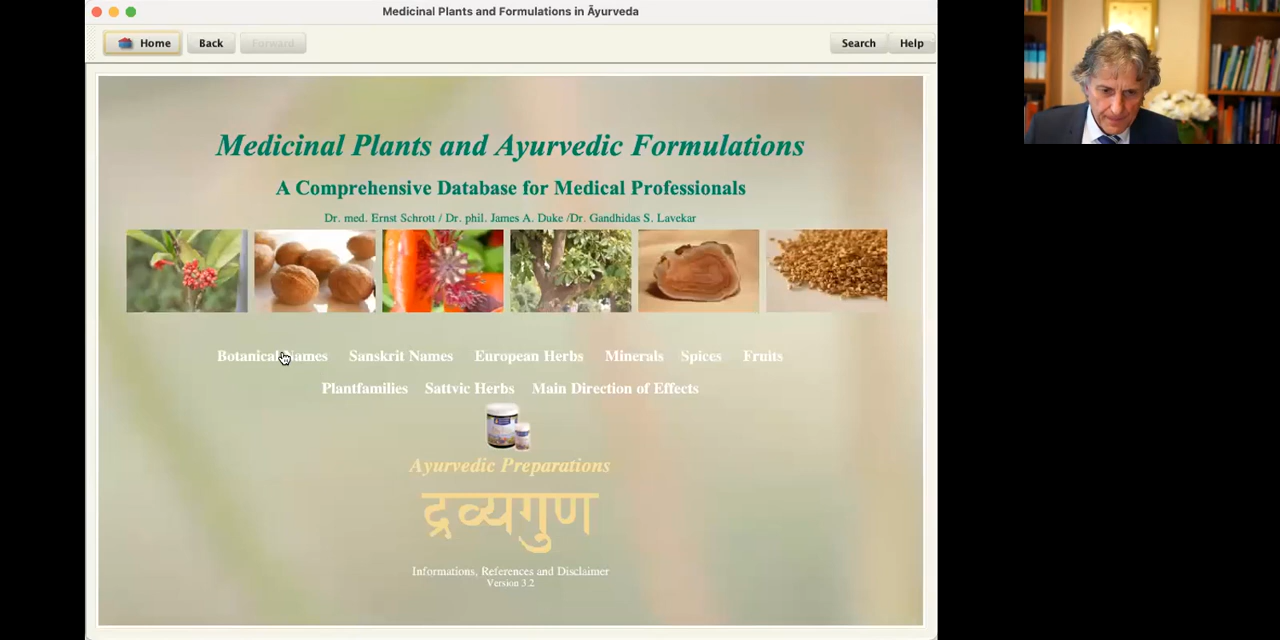 Medicinal Plants and Formulations in Āyurveda
Home Back Forward Search Help
Medicinal Plants and Ayurvedic Formulations
A Comprehensive Database for Medical Professionals
Dr. med. Ernst Schrott / Dr. phil. James A. Duke /Dr. Gandhidas S. Lavekar
Botanical Names Sanskrit Names European Herbs Minerals Spices Fruits
Plantfamilies Sattvic Herbs Main Direction of Effects
Ayurvedic Preparations
द्रव्यगुण
Informations, References and Disclaimer
Version 3.2